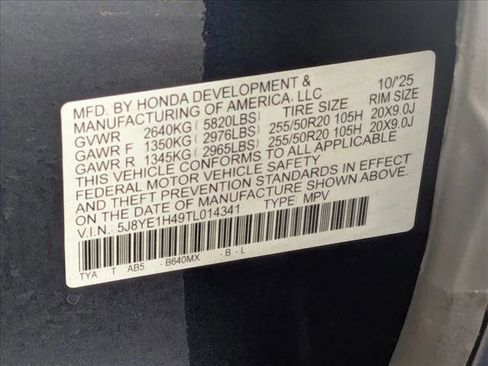 MFD. BY HONDA DEVELOPMENT & 10/'25
MANUFACTURING OF AMERICA, LLC
TIRE SIZE RIM SIZE
GVWR 2640KG ( 5820LBS)
GAWR F 1350KG ( 2976LBS) 255/50R20 105H 20X9.0J
GAWR R 1345KG ( 2965LBS) 255/50R20 105H 20X9.0J
THIS VEHICLE CONFORMS TO ALL APPLICABLE
FEDERAL MOTOR VEHICLE SAFETY
AND THEFT PREVENTION STANDARDS IN EFFECT
ON THE DATE OF MANUFACTURE SHOWN ABOVE.
V.I.N.: 5J8YE1H49TL014341 TYPE: MPV
TYA T AB5 - B640MX - B - L